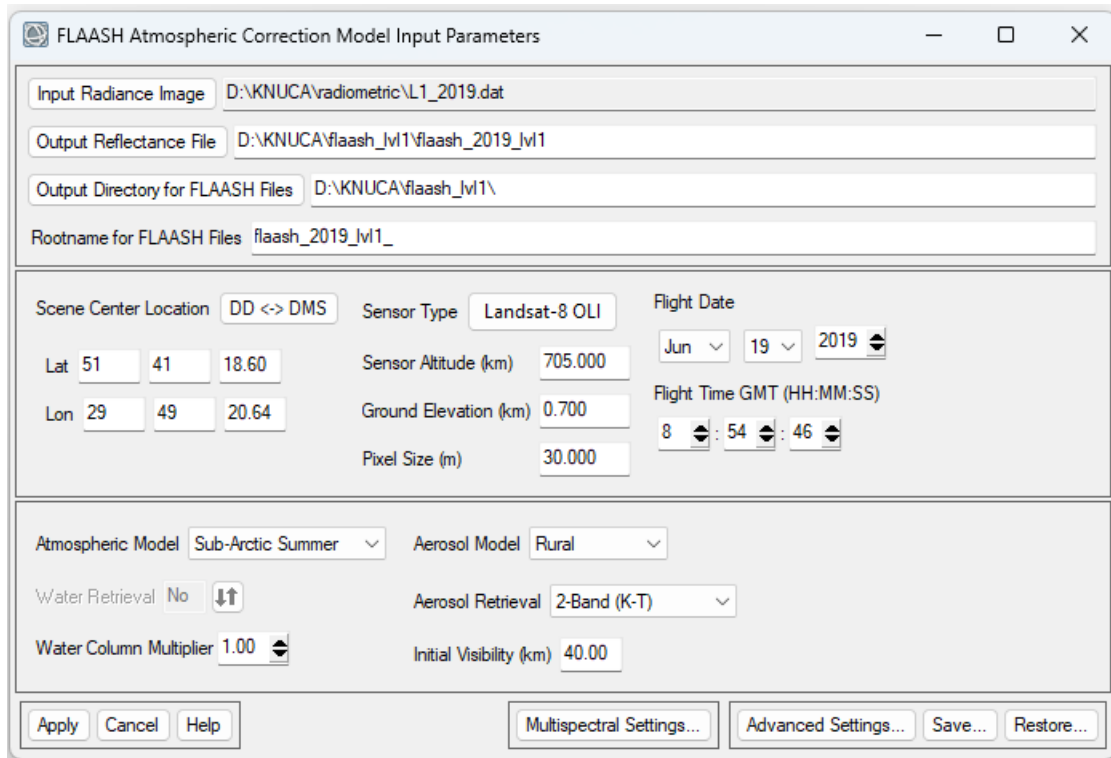 FLAASH Atmospheric Correction Model Input Parameters
Input Radiance Image D:\KNUCA\radiometric\L1_2019.dat
Output Reflectance File D:\KNUCA\flaash_lvl1\flaash_2019_lvl1
Output Directory for FLAASH Files D:\KNUCA\flaash_lvl1\
Rootname for FLAASH Files flaash_2019_lvl1_
Scene Center Location DD <-> DMS
Lat 51 41 18.60
Lon 29 49 20.64
Sensor Type Landsat-8 OLI
Sensor Altitude (km) 705.000
Ground Elevation (km) 0.700
Pixel Size (m) 30.000
Flight Date
Jun 19 2019
Flight Time GMT (HH:MM:SS)
8 : 54 : 46
Atmospheric Model Sub-Arctic Summer
Water Retrieval No
Water Column Multiplier 1.00
Aerosol Model Rural
Aerosol Retrieval 2-Band (K-T)
Initial Visibility (km) 40.00
Apply Cancel Help Multispectral Settings... Advanced Settings... Save... Restore...